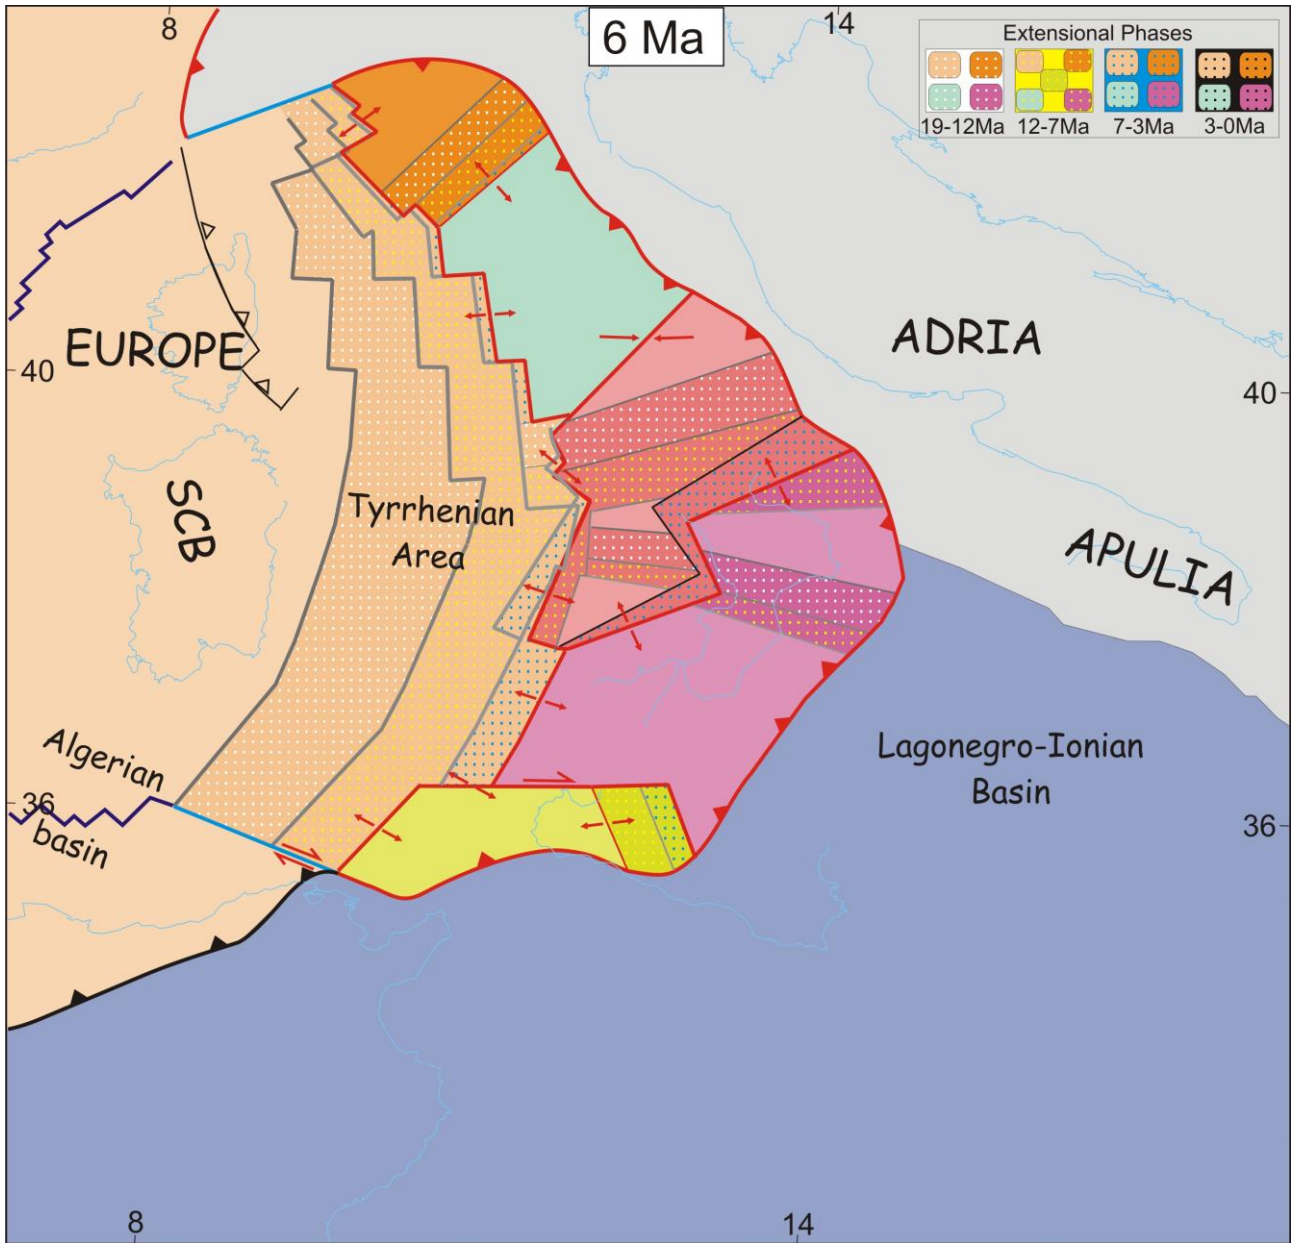 8
6 Ma
14
Extensional Phases
19-12Ma 12-7Ma 7-3Ma 3-0Ma
EUROPE
ADRIA
40
40
SCB
Tyrrhenian
Area
APULIA
Algerian
basin
Lagonegro-Ionian
Basin
36
36
8
14